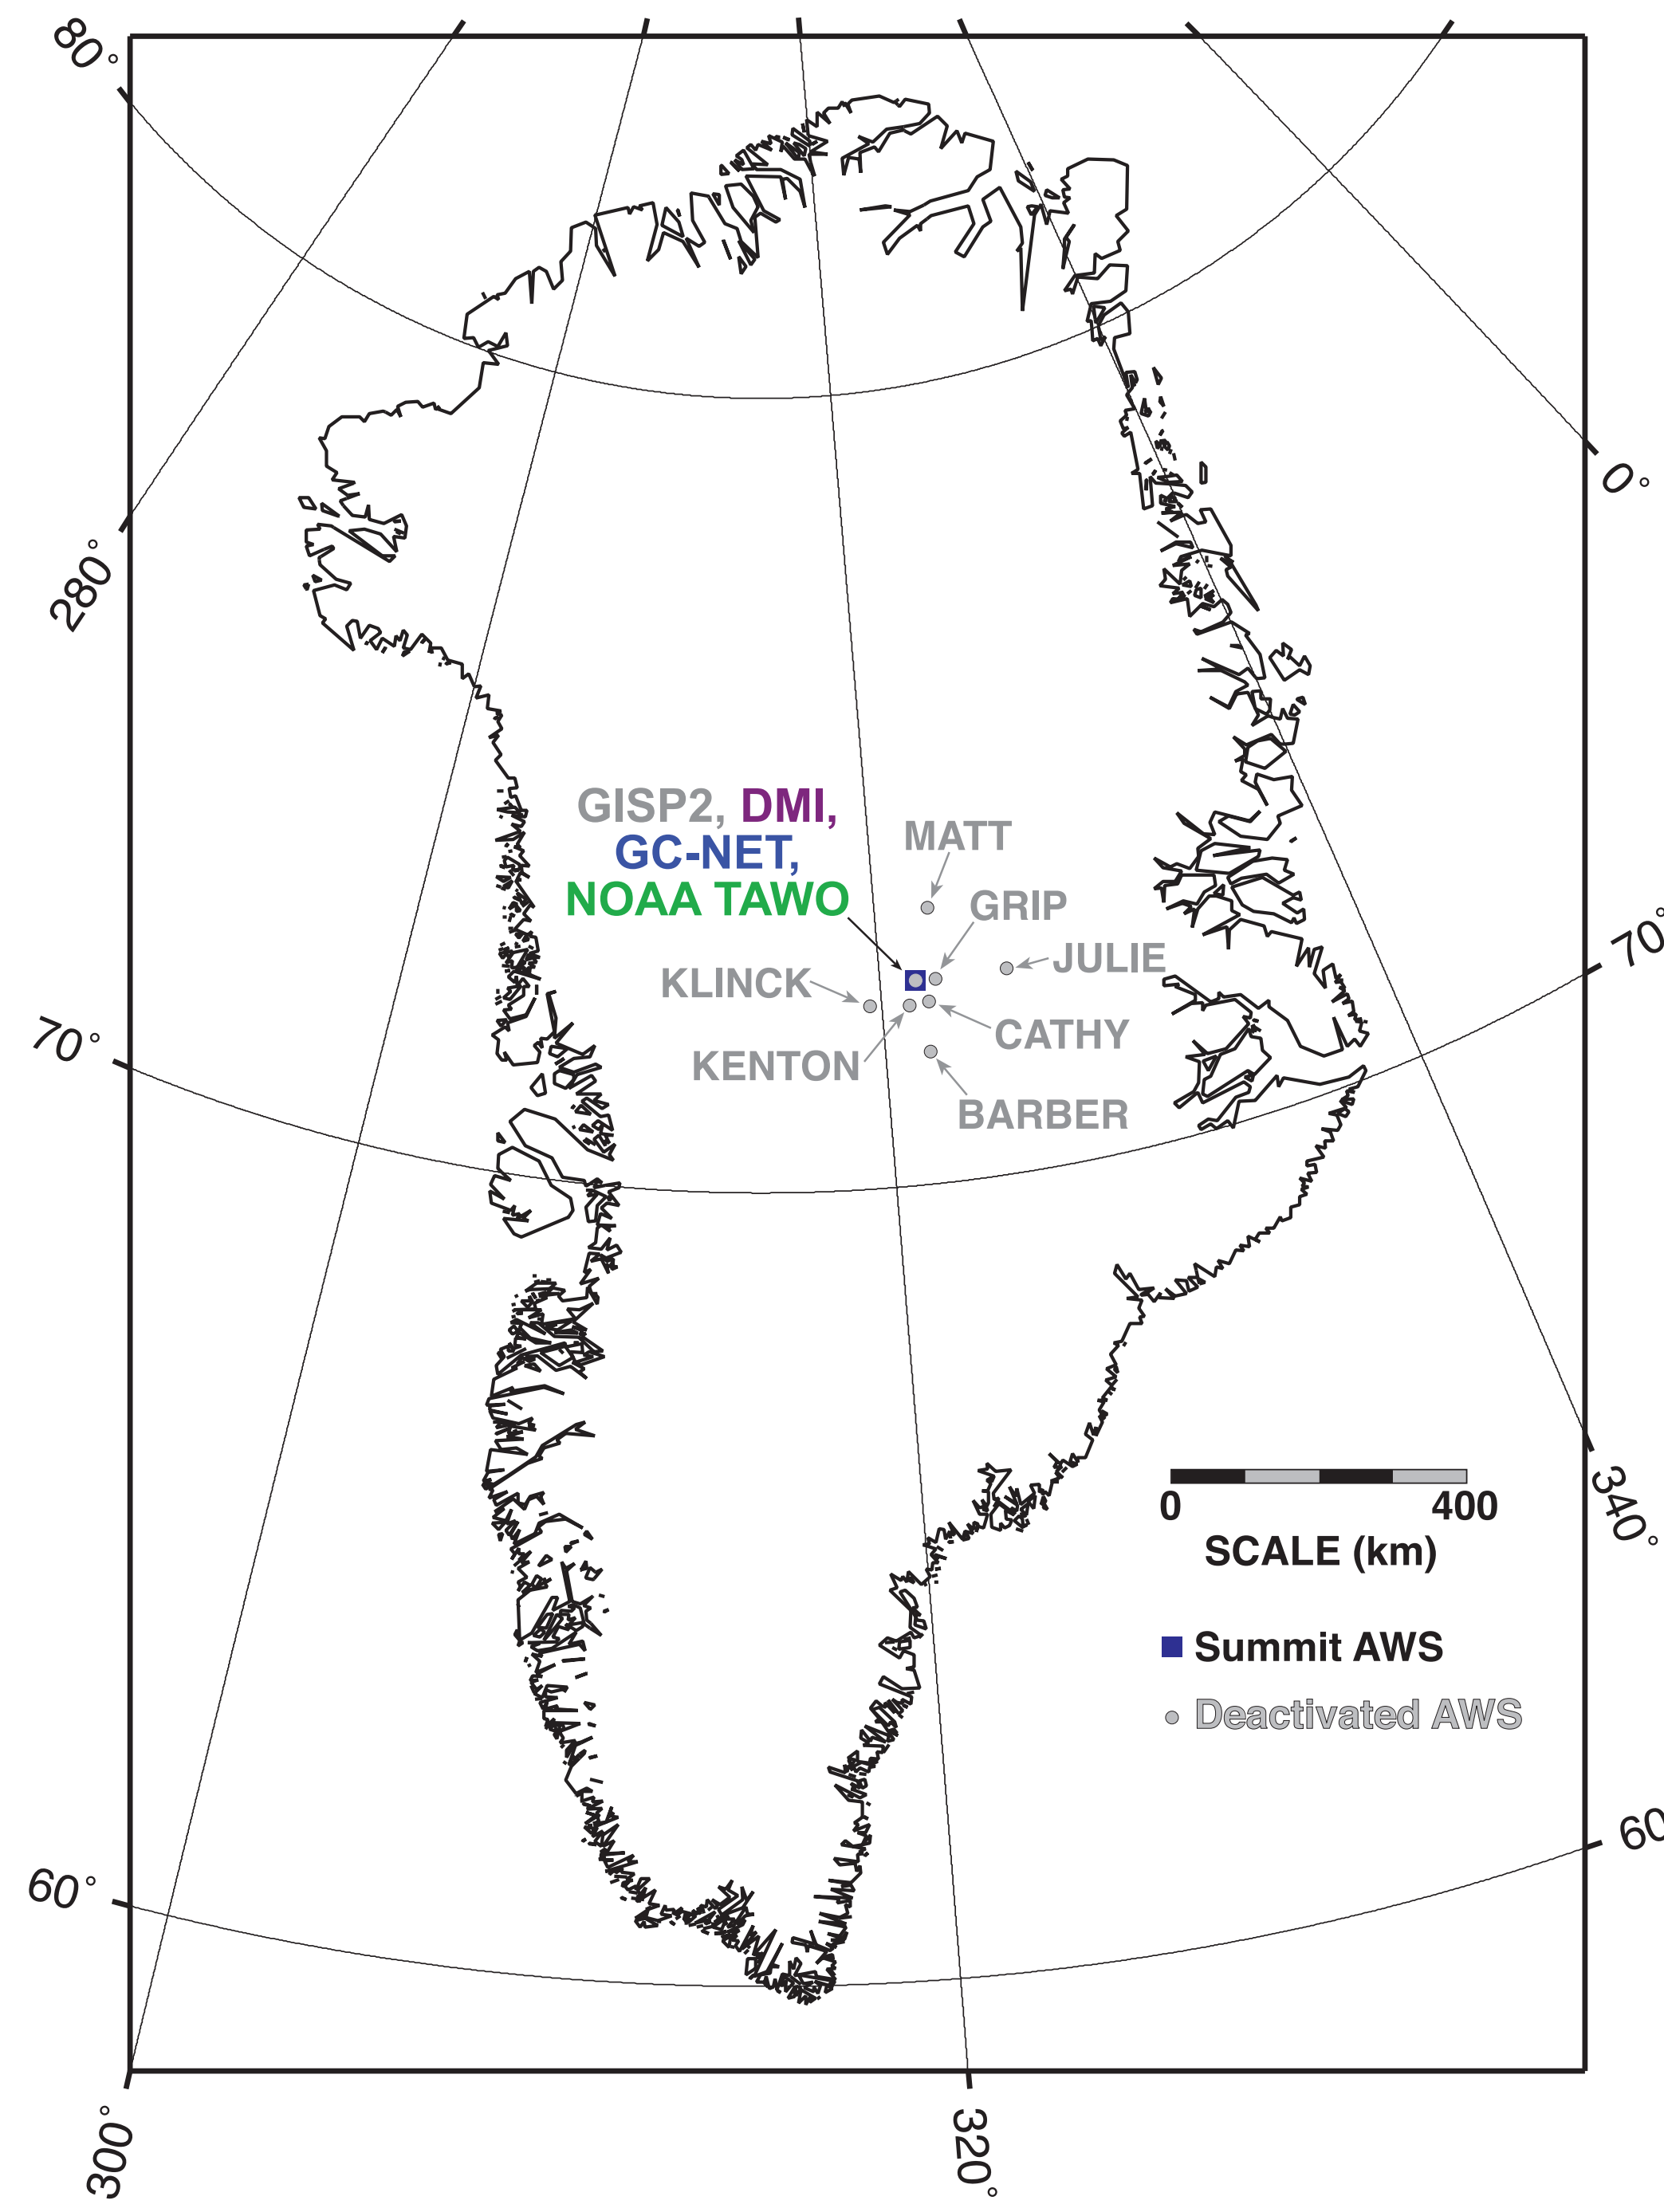 80°
0°
280°
GISP2, DMI,
GC-NET,
NOAA TAWO
MATT
GRIP
JULIE
KLINCK
CATHY
KENTON
BARBER
70°
70°
0 400
SCALE (km)
340°
Summit AWS
Deactivated AWS
60°
60
300°
320°